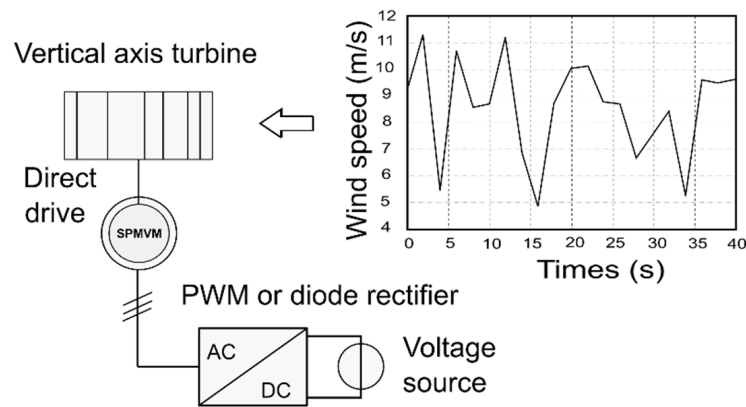 Vertical axis turbine
Direct
drive
SPMVM
PWM or diode rectifier
AC
DC
Voltage
source
Wind speed (m/s)
12
11
10
9
8
7
6
5
4
0 5 10 15 20 25 30 35 40
Times (s)